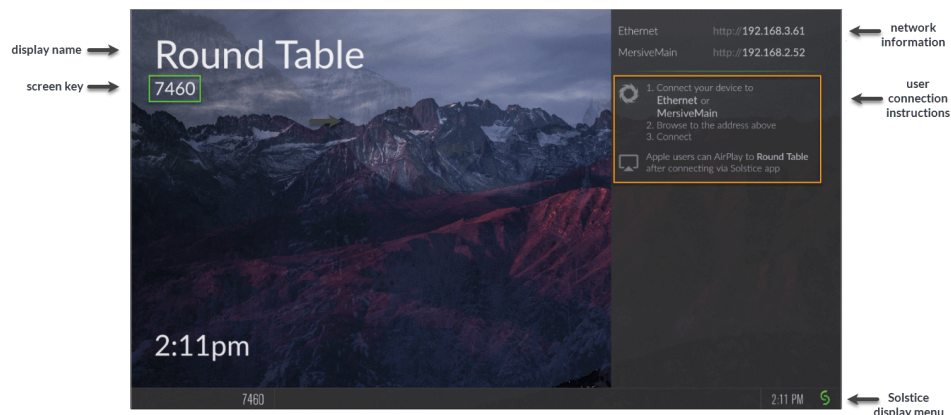 display name
screen key
Round Table
7460
2:11pm
Ethernet http://192.168.3.61
MersiveMain http://192.168.2.52
1. Connect your device to
Ethernet or
MersiveMain
2. Browse to the address above
3. Connect
Apple users can AirPlay to Round Table
after connecting via Solstice app
7460
2:11 PM
network
information
user
connection
instructions
Solstice
display menu